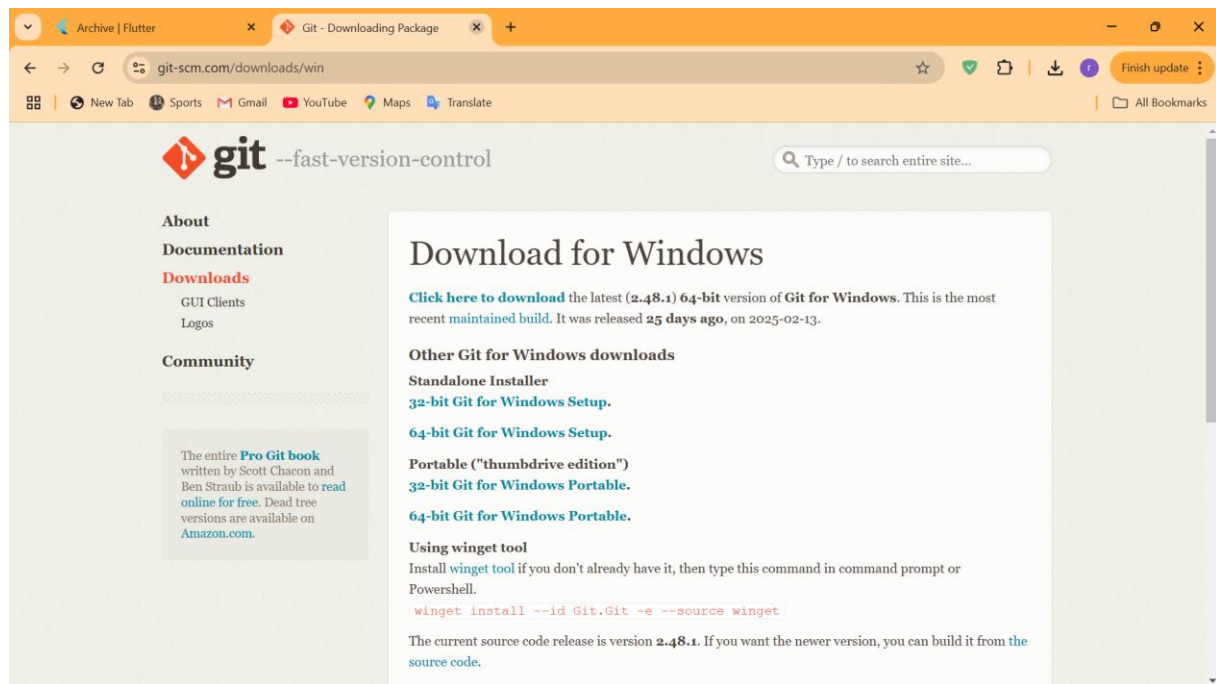 Archive | Flutter
Git - Downloading Package
git-scm.com/downloads/win
Finish update
New Tab
Sports
Gmail
YouTube
Maps
Translate
All Bookmarks
git --fast-version-control
Type / to search entire site...
About
Documentation
Downloads
GUI Clients
Logos
Community
The entire Pro Git book
written by Scott Chacon and
Ben Straub is available to read
online for free. Dead tree
versions are available on
Amazon.com.
Download for Windows
Click here to download the latest (2.48.1) 64-bit version of Git for Windows. This is the most
recent maintained build. It was released 25 days ago, on 2025-02-13.
Other Git for Windows downloads
Standalone Installer
32-bit Git for Windows Setup.
64-bit Git for Windows Setup.
Portable ("thumbdrive edition")
32-bit Git for Windows Portable.
64-bit Git for Windows Portable.
Using winget tool
Install winget tool if you don't already have it, then type this command in command prompt or
Powershell.
winget install --id Git.Git -e --source winget
The current source code release is version 2.48.1. If you want the newer version, you can build it from the
source code.